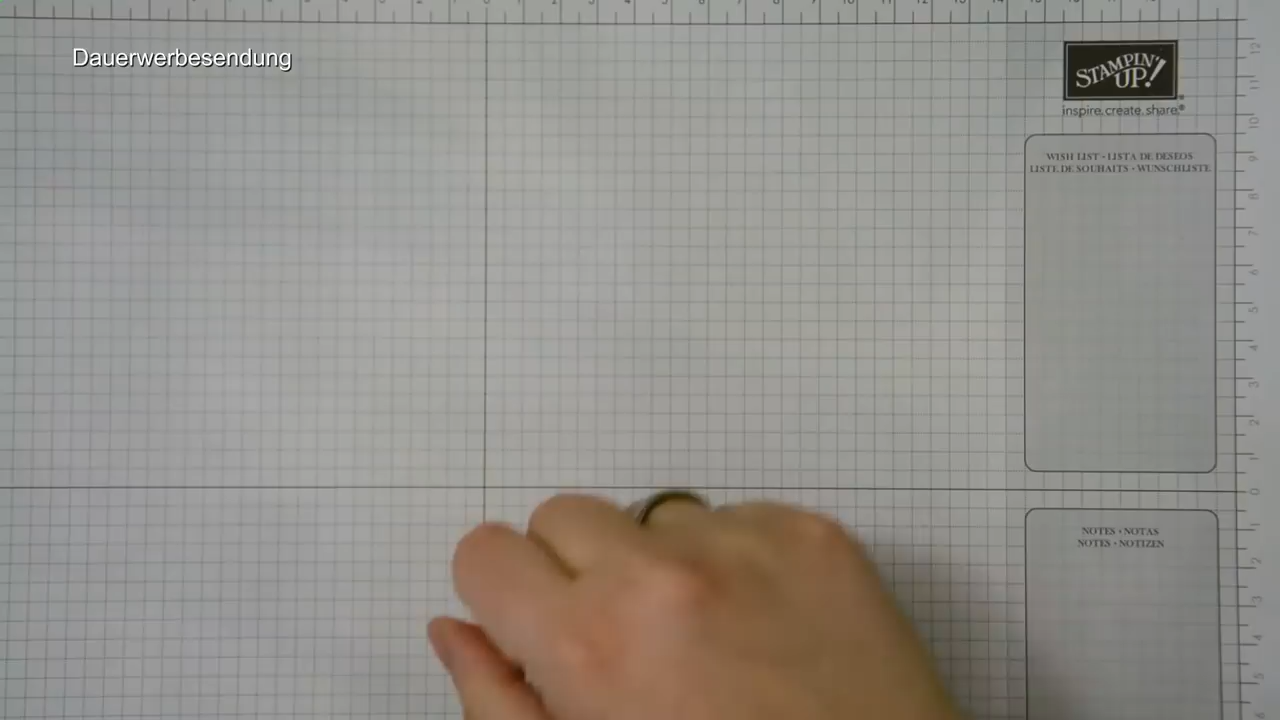 Dauerwerbesendung
STAMPIN' UP!®
inspire.create.share.®
WISH LIST • LISTA DE DESEOS
LISTE DE SOUHAITS • WUNSCHLISTE
NOTES • NOTAS
NOTES • NOTIZEN